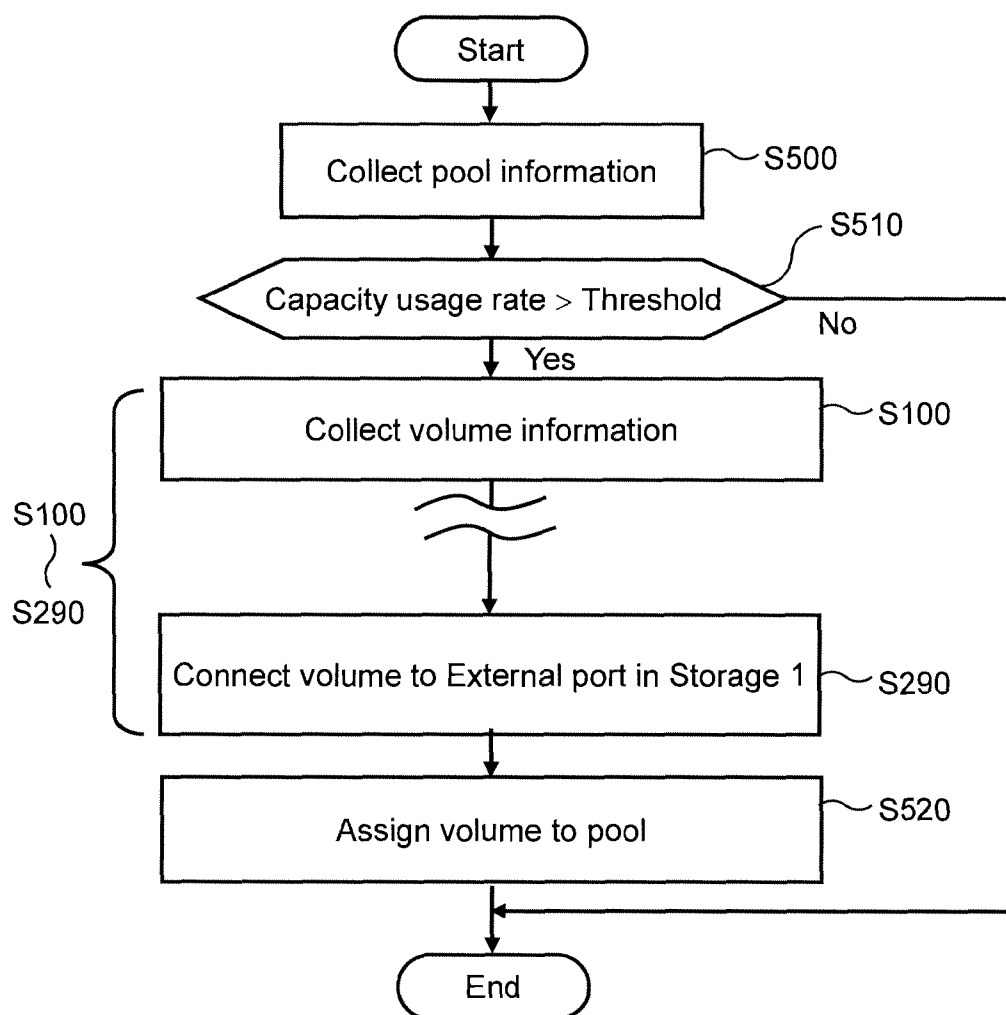 Start
Collect pool information
S500
S510
Capacity usage rate > Threshold
No
Yes
Collect volume information
S100
S100
S290
Connect volume to External port in Storage 1
S290
Assign volume to pool
S520
End